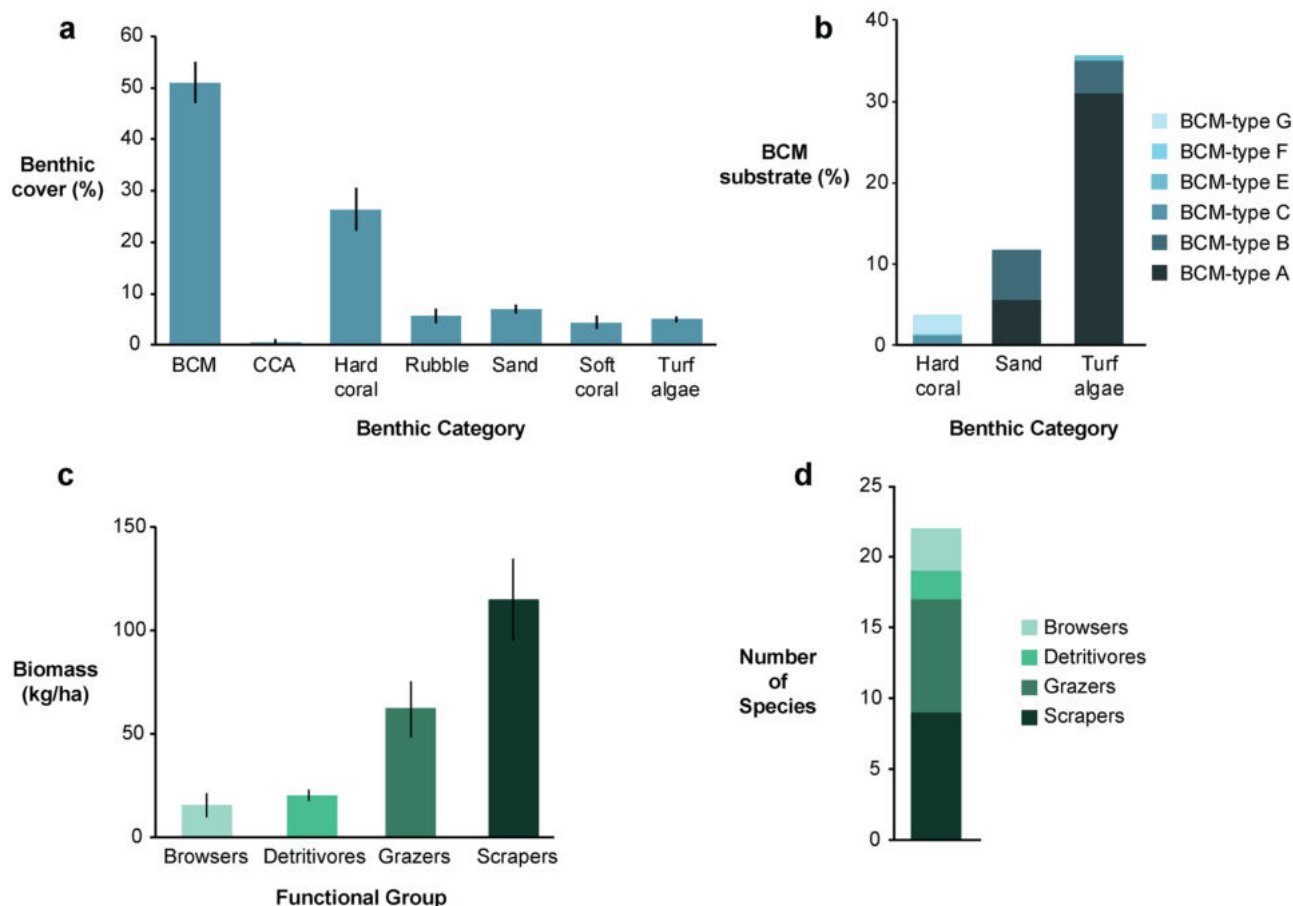 a
60
50
40
30
20
10
0
Benthic
cover (%)
BCM
CCA
Hard
coral
Rubble
Sand
Soft
coral
Turf
algae
Benthic Category
b
40
30
20
10
0
BCM
substrate (%)
BCM-type G
BCM-type F
BCM-type E
BCM-type C
BCM-type B
BCM-type A
Hard
coral
Sand
Turf
algae
Benthic Category
c
150
100
50
0
Biomass
(kg/ha)
Browsers
Detritivores
Grazers
Scrapers
Functional Group
d
25
20
15
10
5
0
Number
of
Species
Browsers
Detritivores
Grazers
Scrapers